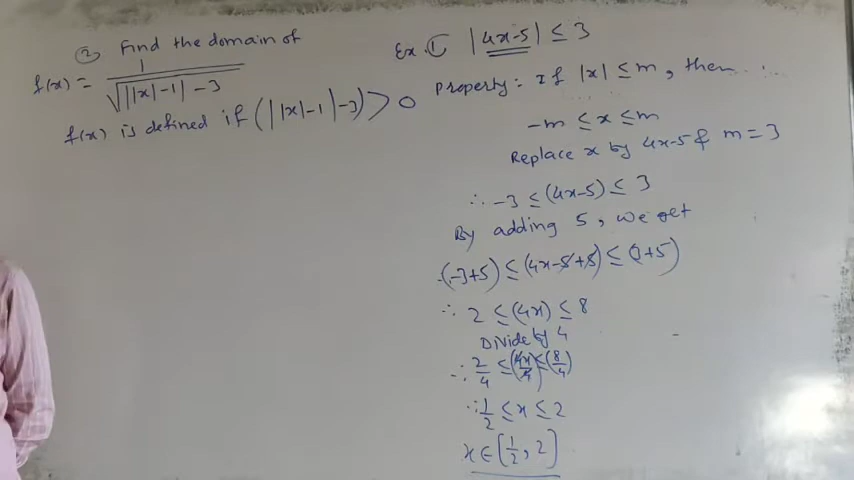 ② Find the domain of
f(x) = 1/√||x|-1|-3
f(x) is defined if (||x|-1|-3) > 0
Ex. ① |4x-5| ≤ 3
Property: If |x| ≤ m, then ...
-m ≤ x ≤ m
Replace x by 4x-5 & m = 3
∴ -3 ≤ (4x-5) ≤ 3
By adding 5, we get
(-3+5) ≤ (4x-5+5) ≤ (3+5)
∴ 2 ≤ (4x) ≤ 8
Divide by 4
∴ 2/4 ≤ (4x/4) ≤ (8/4)
∴ 1/2 ≤ x ≤ 2
x ∈ [1/2, 2]